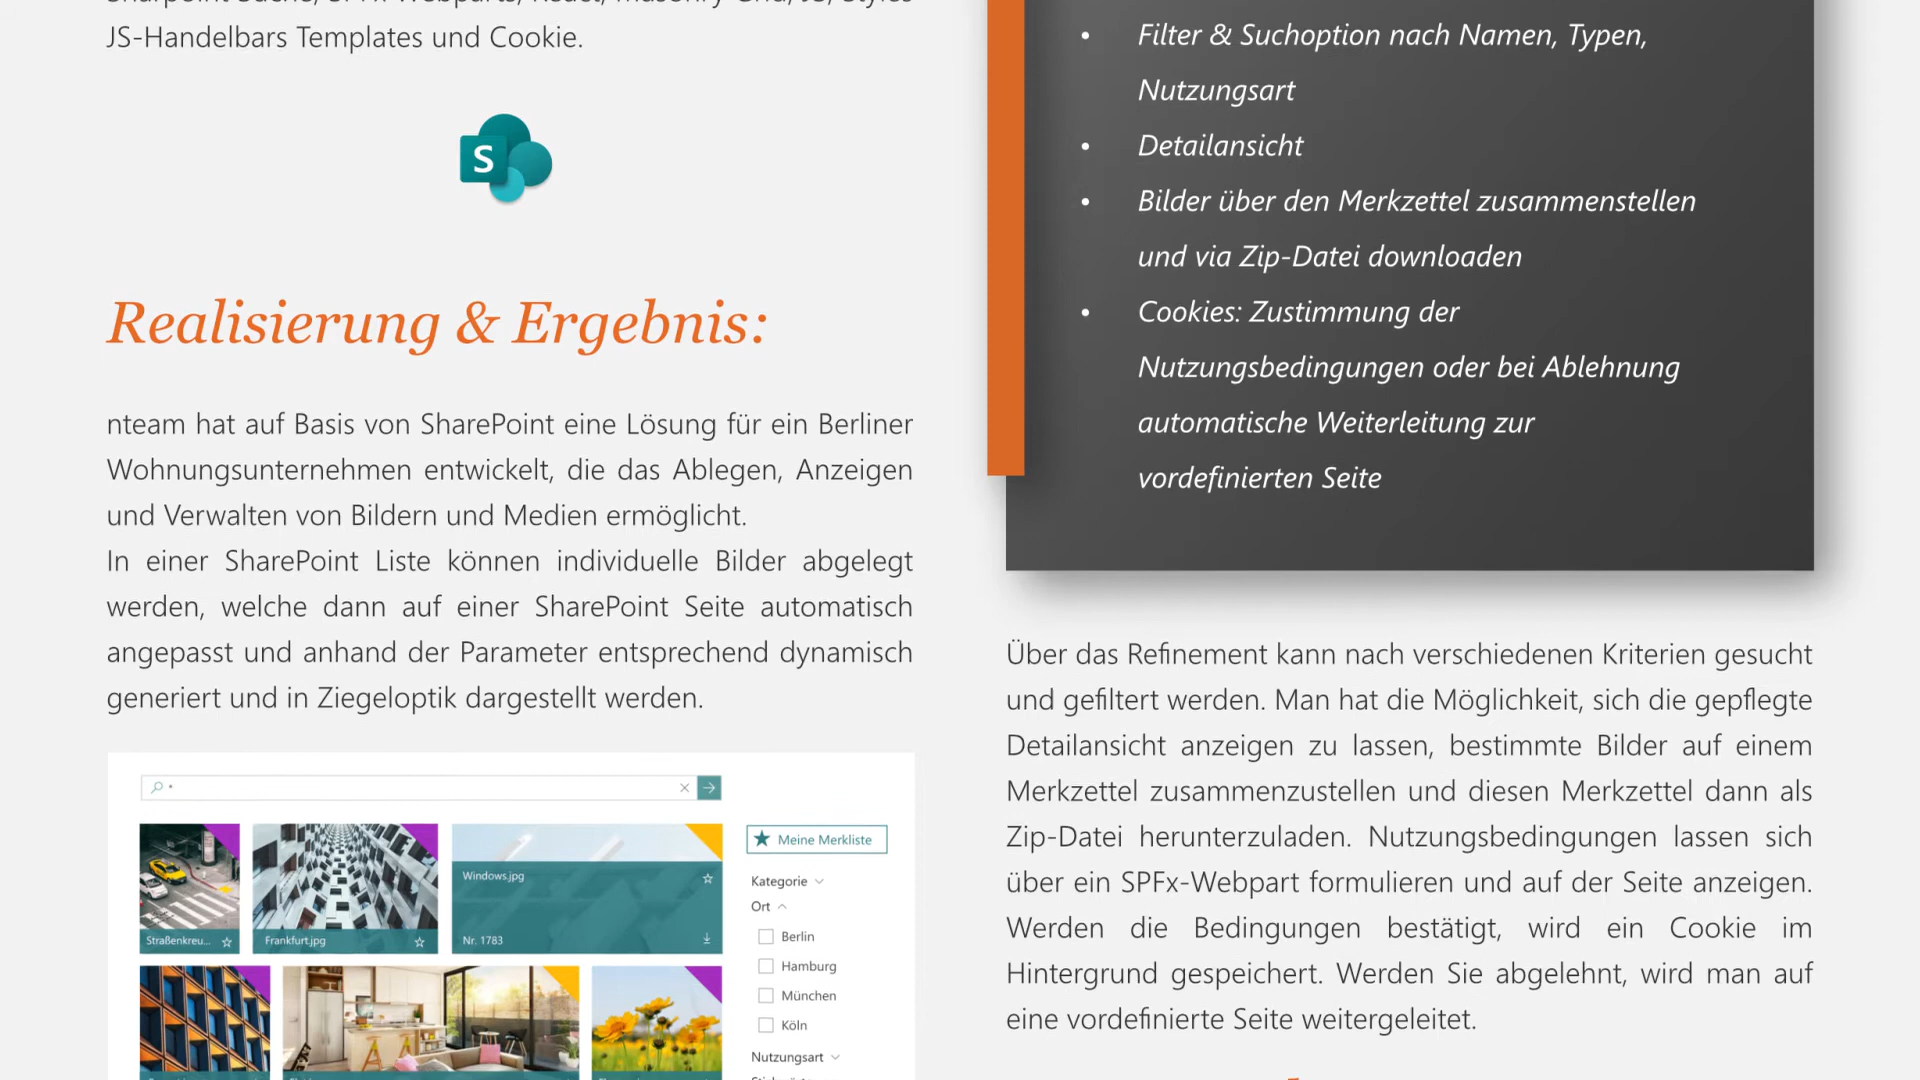 JS-Handelbars Templates und Cookie.
S
Realisierung & Ergebnis:
nteam hat auf Basis von SharePoint eine Lösung für ein Berliner
Wohnungsunternehmen entwickelt, die das Ablegen, Anzeigen
und Verwalten von Bildern und Medien ermöglicht.
In einer SharePoint Liste können individuelle Bilder abgelegt
werden, welche dann auf einer SharePoint Seite automatisch
angepasst und anhand der Parameter entsprechend dynamisch
generiert und in Ziegeloptik dargestellt werden.
*
Straßenkreu...
Frankfurt.jpg
Windows.jpg
Nr. 1783
Meine Merkliste
Kategorie
Ort
Berlin
Hamburg
München
Köln
Nutzungsart
• Filter & Suchoption nach Namen, Typen,
Nutzungsart
• Detailansicht
• Bilder über den Merkzettel zusammenstellen
und via Zip-Datei downloaden
• Cookies: Zustimmung der
Nutzungsbedingungen oder bei Ablehnung
automatische Weiterleitung zur
vordefinierten Seite
Über das Refinement kann nach verschiedenen Kriterien gesucht
und gefiltert werden. Man hat die Möglichkeit, sich die gepflegte
Detailansicht anzeigen zu lassen, bestimmte Bilder auf einem
Merkzettel zusammenzustellen und diesen Merkzettel dann als
Zip-Datei herunterzuladen. Nutzungsbedingungen lassen sich
über ein SPFx-Webpart formulieren und auf der Seite anzeigen.
Werden die Bedingungen bestätigt, wird ein Cookie im
Hintergrund gespeichert. Werden Sie abgelehnt, wird man auf
eine vordefinierte Seite weitergeleitet.